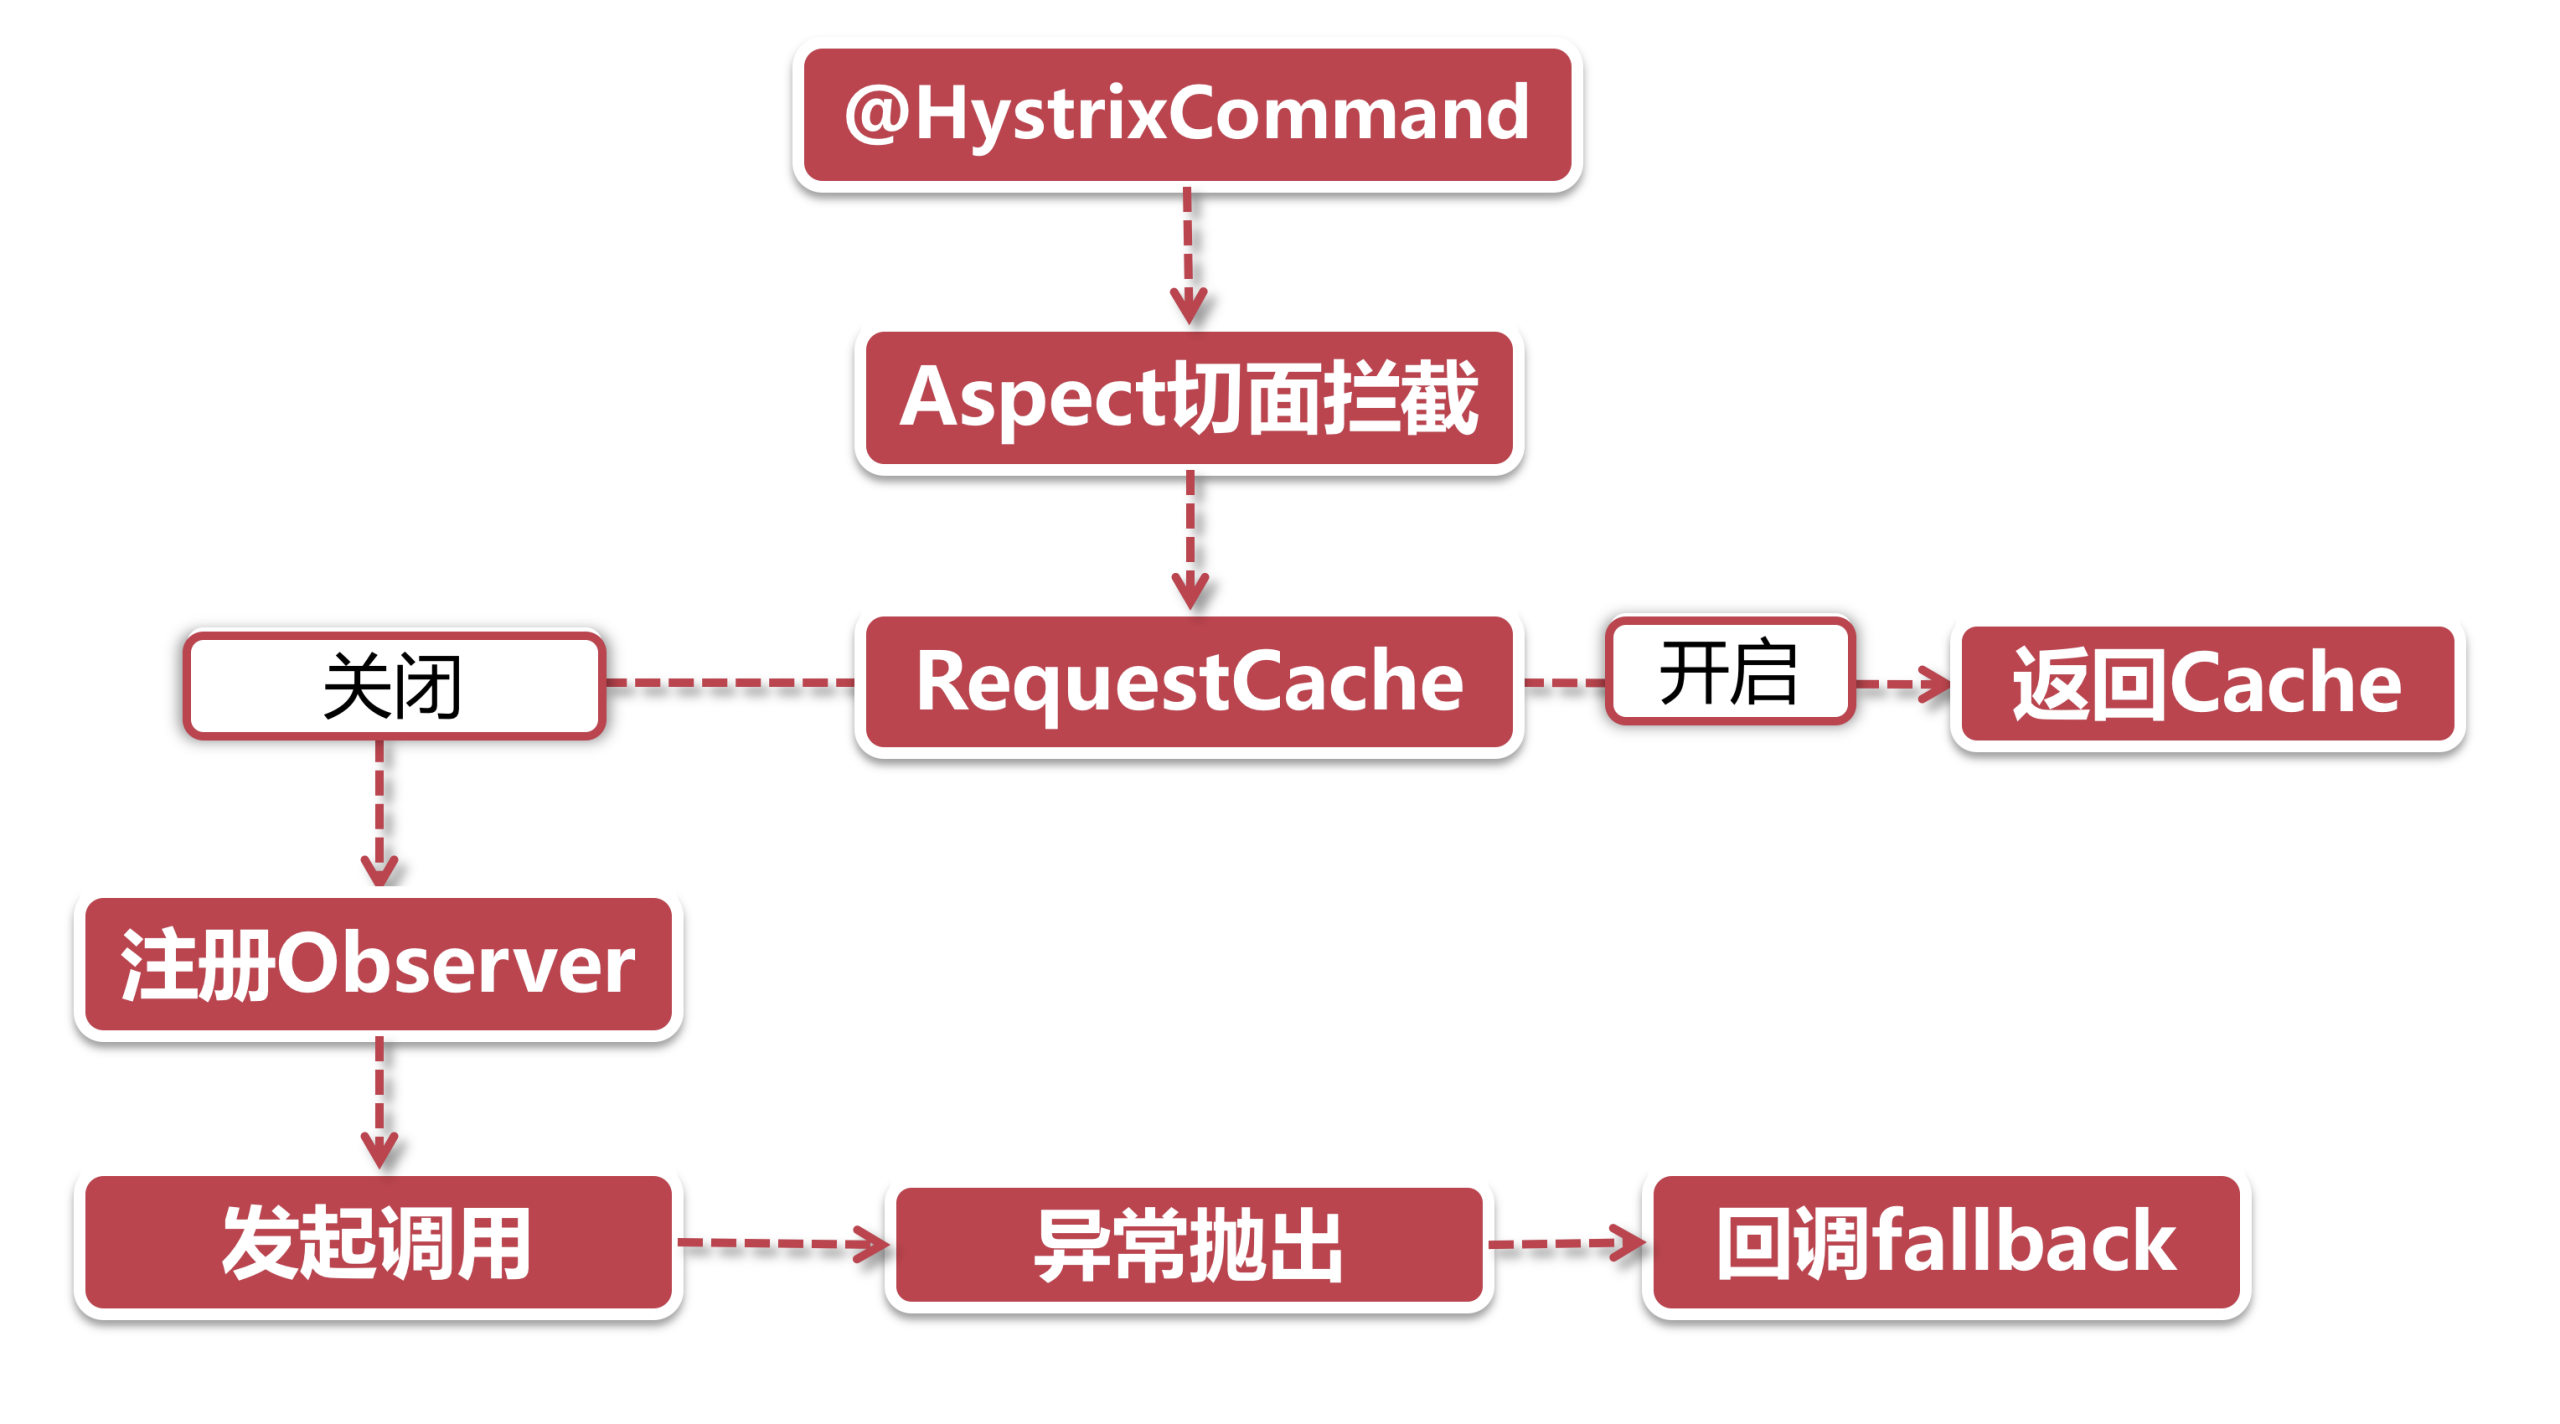 @HystrixCommand
Aspect切面拦截
关闭
RequestCache
开启
返回Cache
注册Observer
发起调用
异常抛出
回调fallback